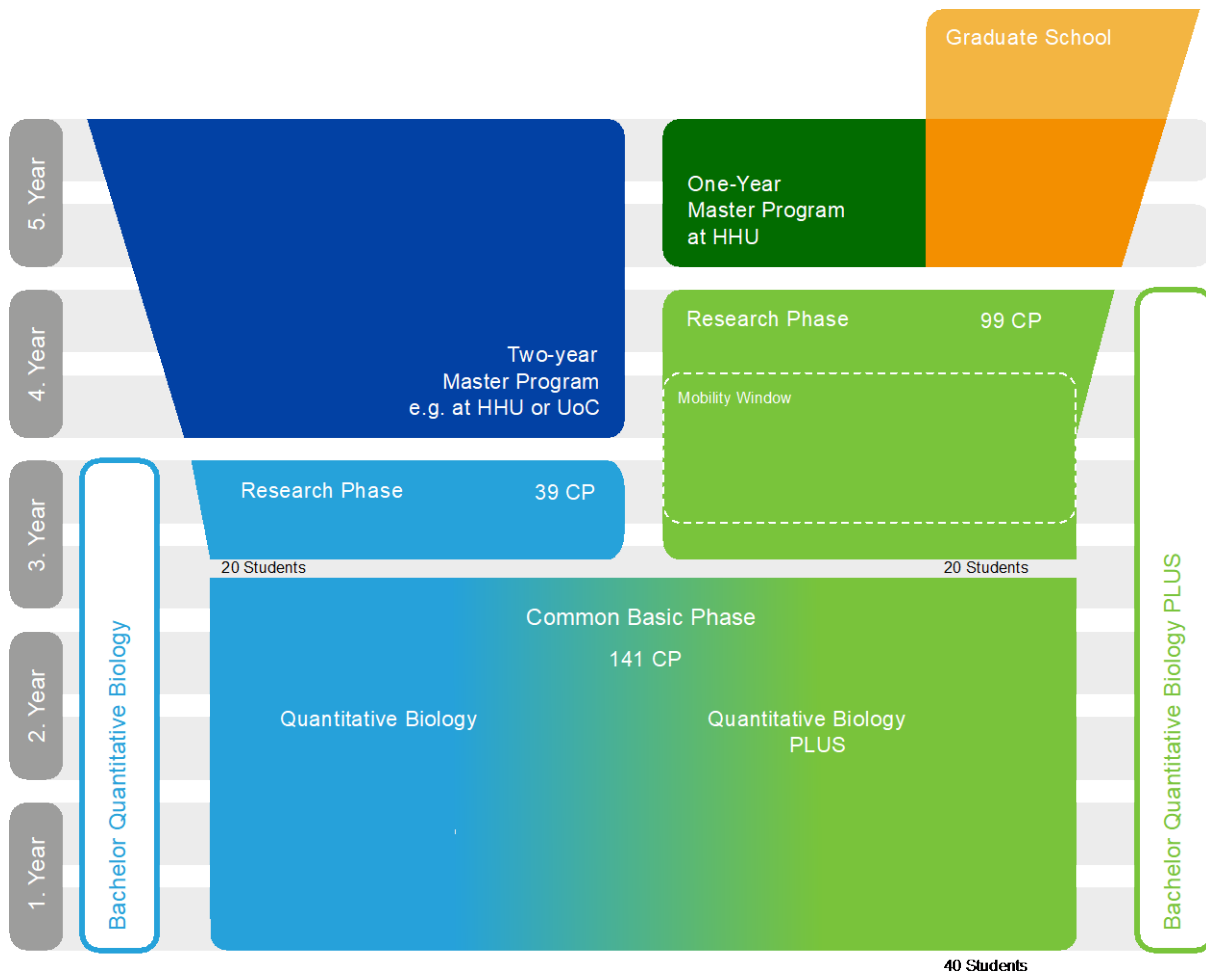 Graduate School
5. Year
One-Year
Master Program
at HHU
4. Year
Two-year
Master Program
e.g. at HHU or UoC
Research Phase
99 CP
Mobility Window
3. Year
Research Phase
39 CP
20 Students
20 Students
Common Basic Phase
141 CP
2. Year
Quantitative Biology
Quantitative Biology
PLUS
1. Year
Bachelor Quantitative Biology
Bachelor Quantitative Biology PLUS
40 Students